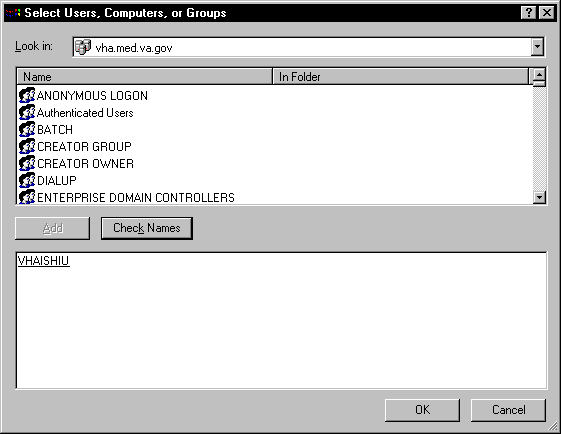 Select Users, Computers, or Groups
Look in: vha.med.va.gov
Name In Folder
ANONYMOUS LOGON
Authenticated Users
BATCH
CREATOR GROUP
CREATOR OWNER
DIALUP
ENTERPRISE DOMAIN CONTROLLERS
Add Check Names
VHAISHIU
OK Cancel